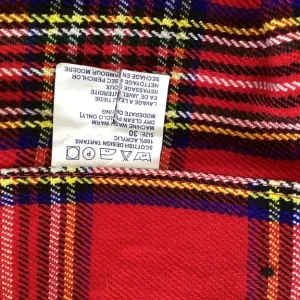 SCOTTISH DESIGN TARTANS
100% ACRYLIC
SIZE: 30
MACHINE WASH WARM
DRY CLEAN
MODERATE
LAVAGE A L'EAU TIEDE
EAU DE JAVEL INTERDITE
REPASSAGE DOUX
NETTOYAGE A SEC PERCHLOR
SECHAGE EN TAMBOUR MODERE